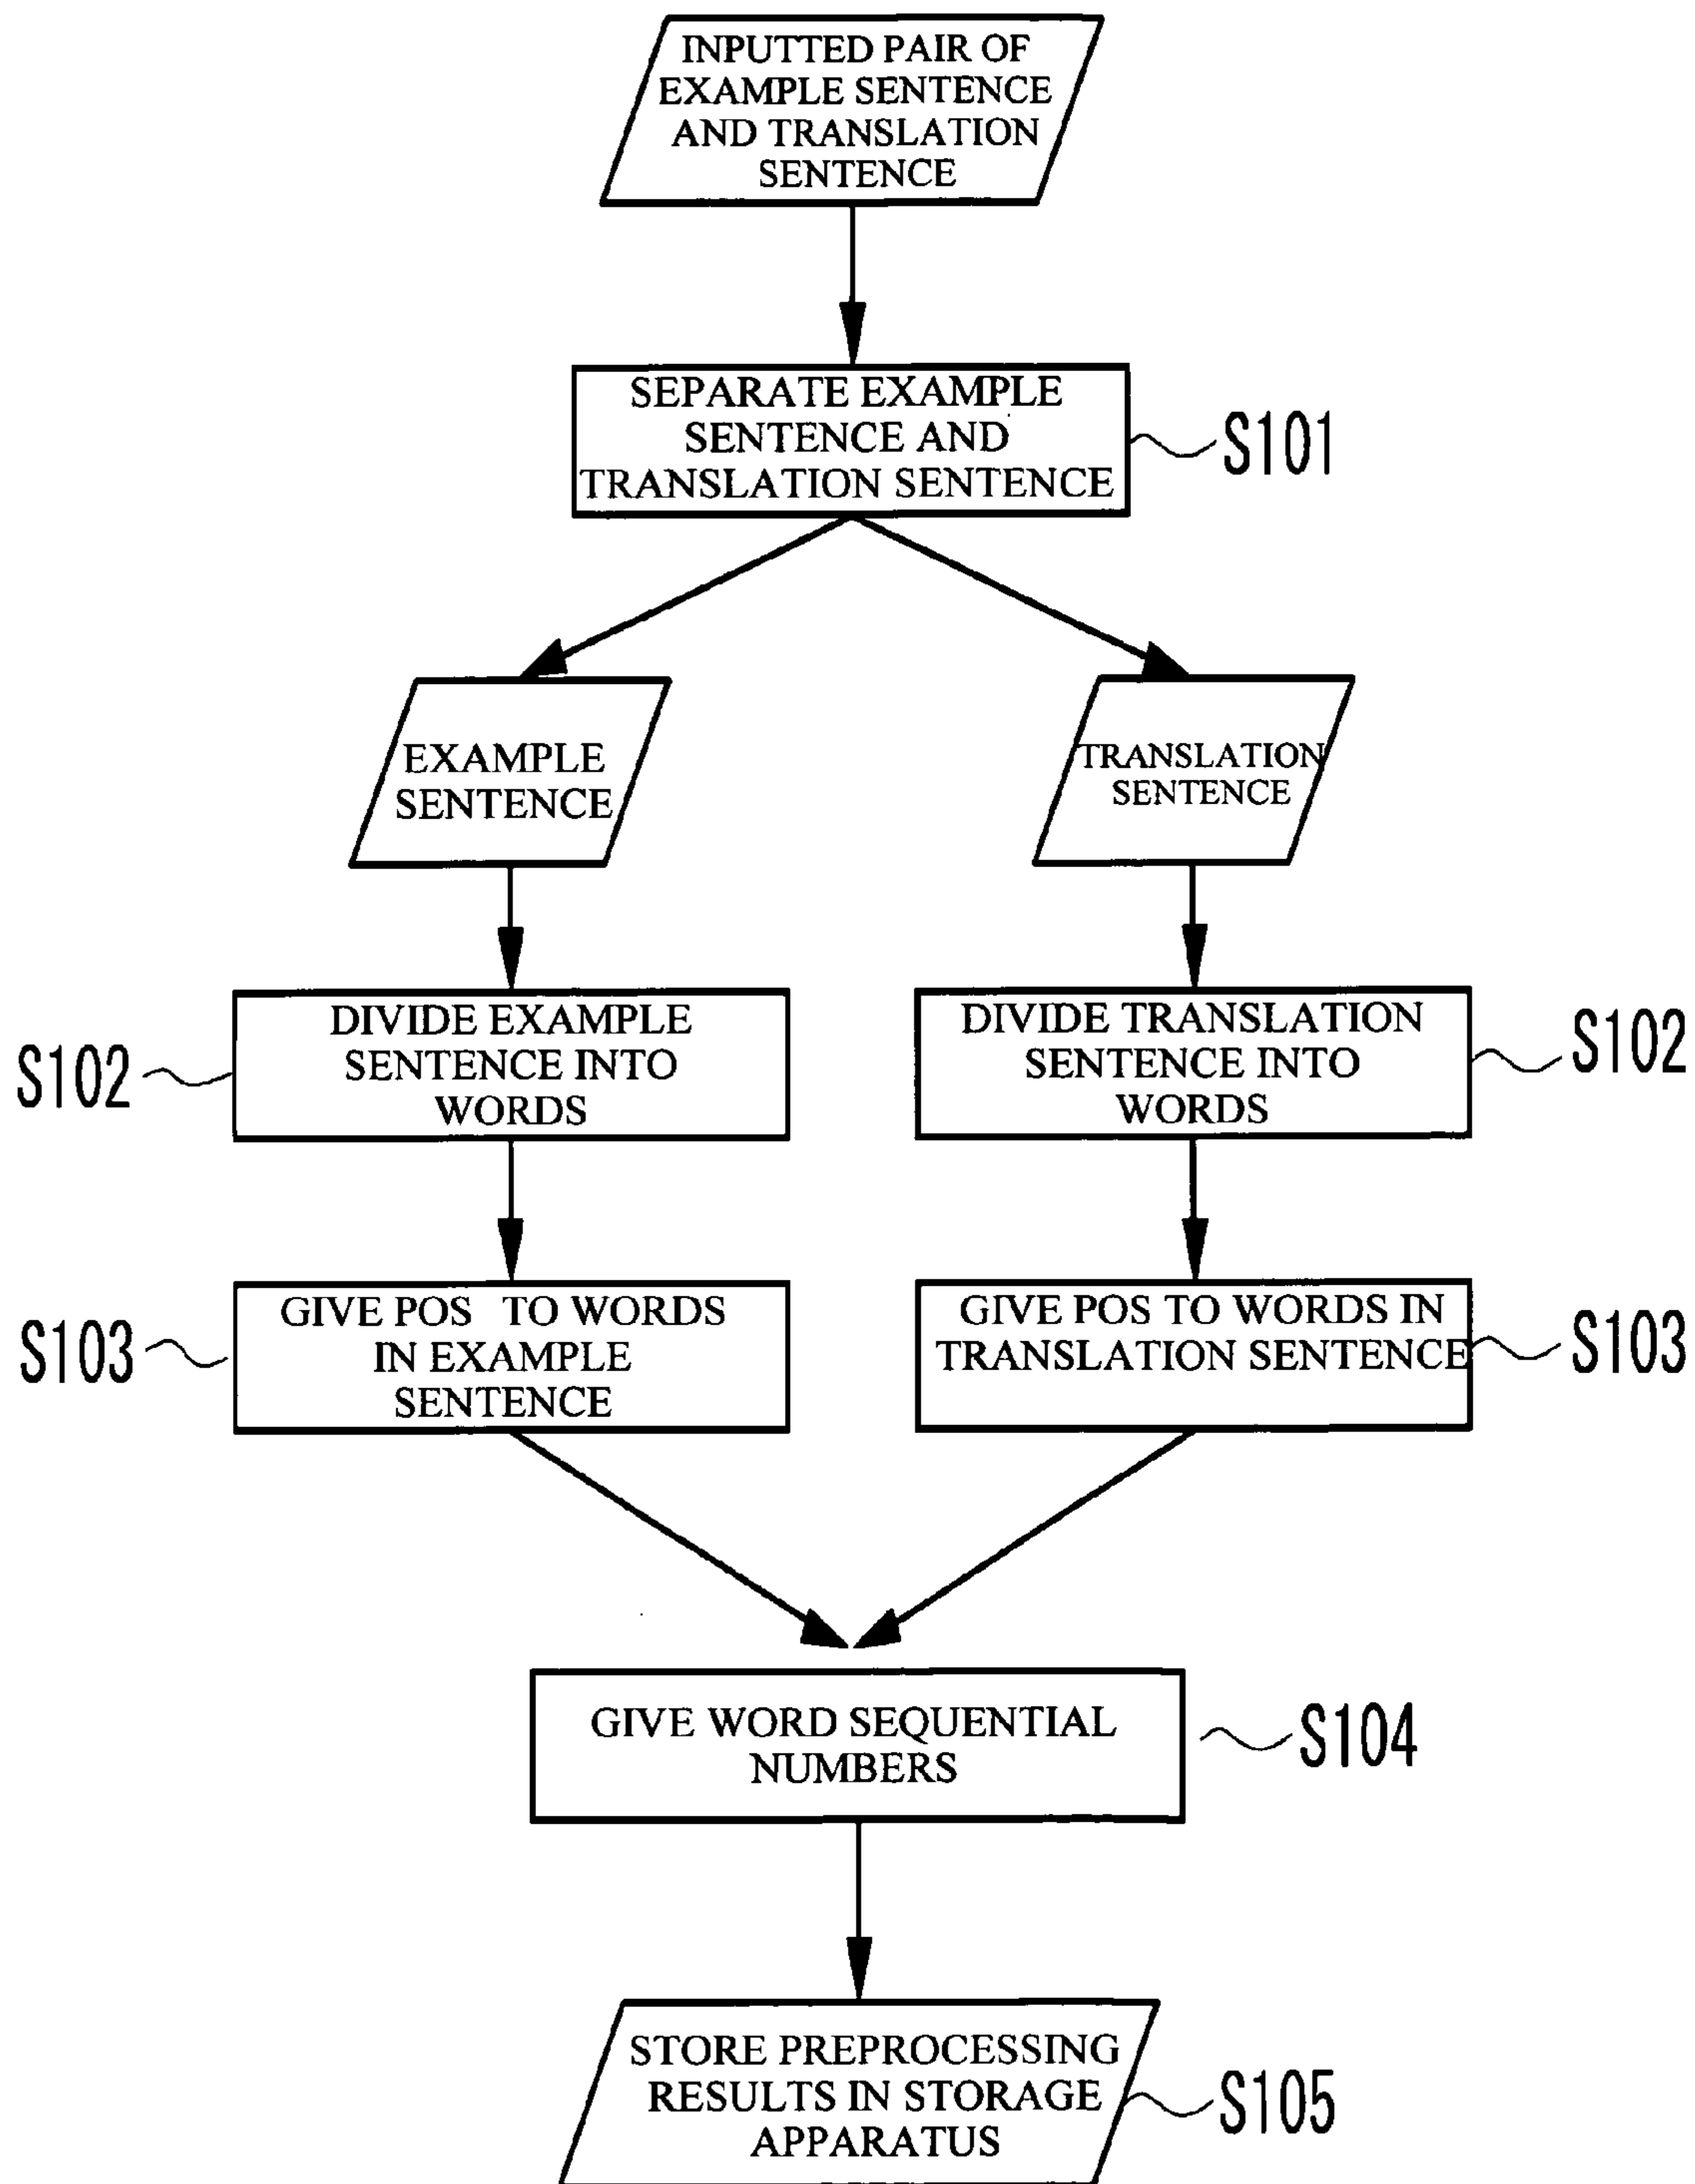 INPUTTED PAIR OF
EXAMPLE SENTENCE
AND TRANSLATION
SENTENCE
SEPARATE EXAMPLE
SENTENCE AND
TRANSLATION SENTENCE
S101
EXAMPLE
SENTENCE
TRANSLATION
SENTENCE
S102
DIVIDE EXAMPLE
SENTENCE INTO
WORDS
DIVIDE TRANSLATION
SENTENCE INTO
WORDS
S102
S103
GIVE POS TO WORDS
IN EXAMPLE
SENTENCE
GIVE POS TO WORDS IN
TRANSLATION SENTENCE
S103
GIVE WORD SEQUENTIAL
NUMBERS
S104
STORE PREPROCESSING
RESULTS IN STORAGE
APPARATUS
S105